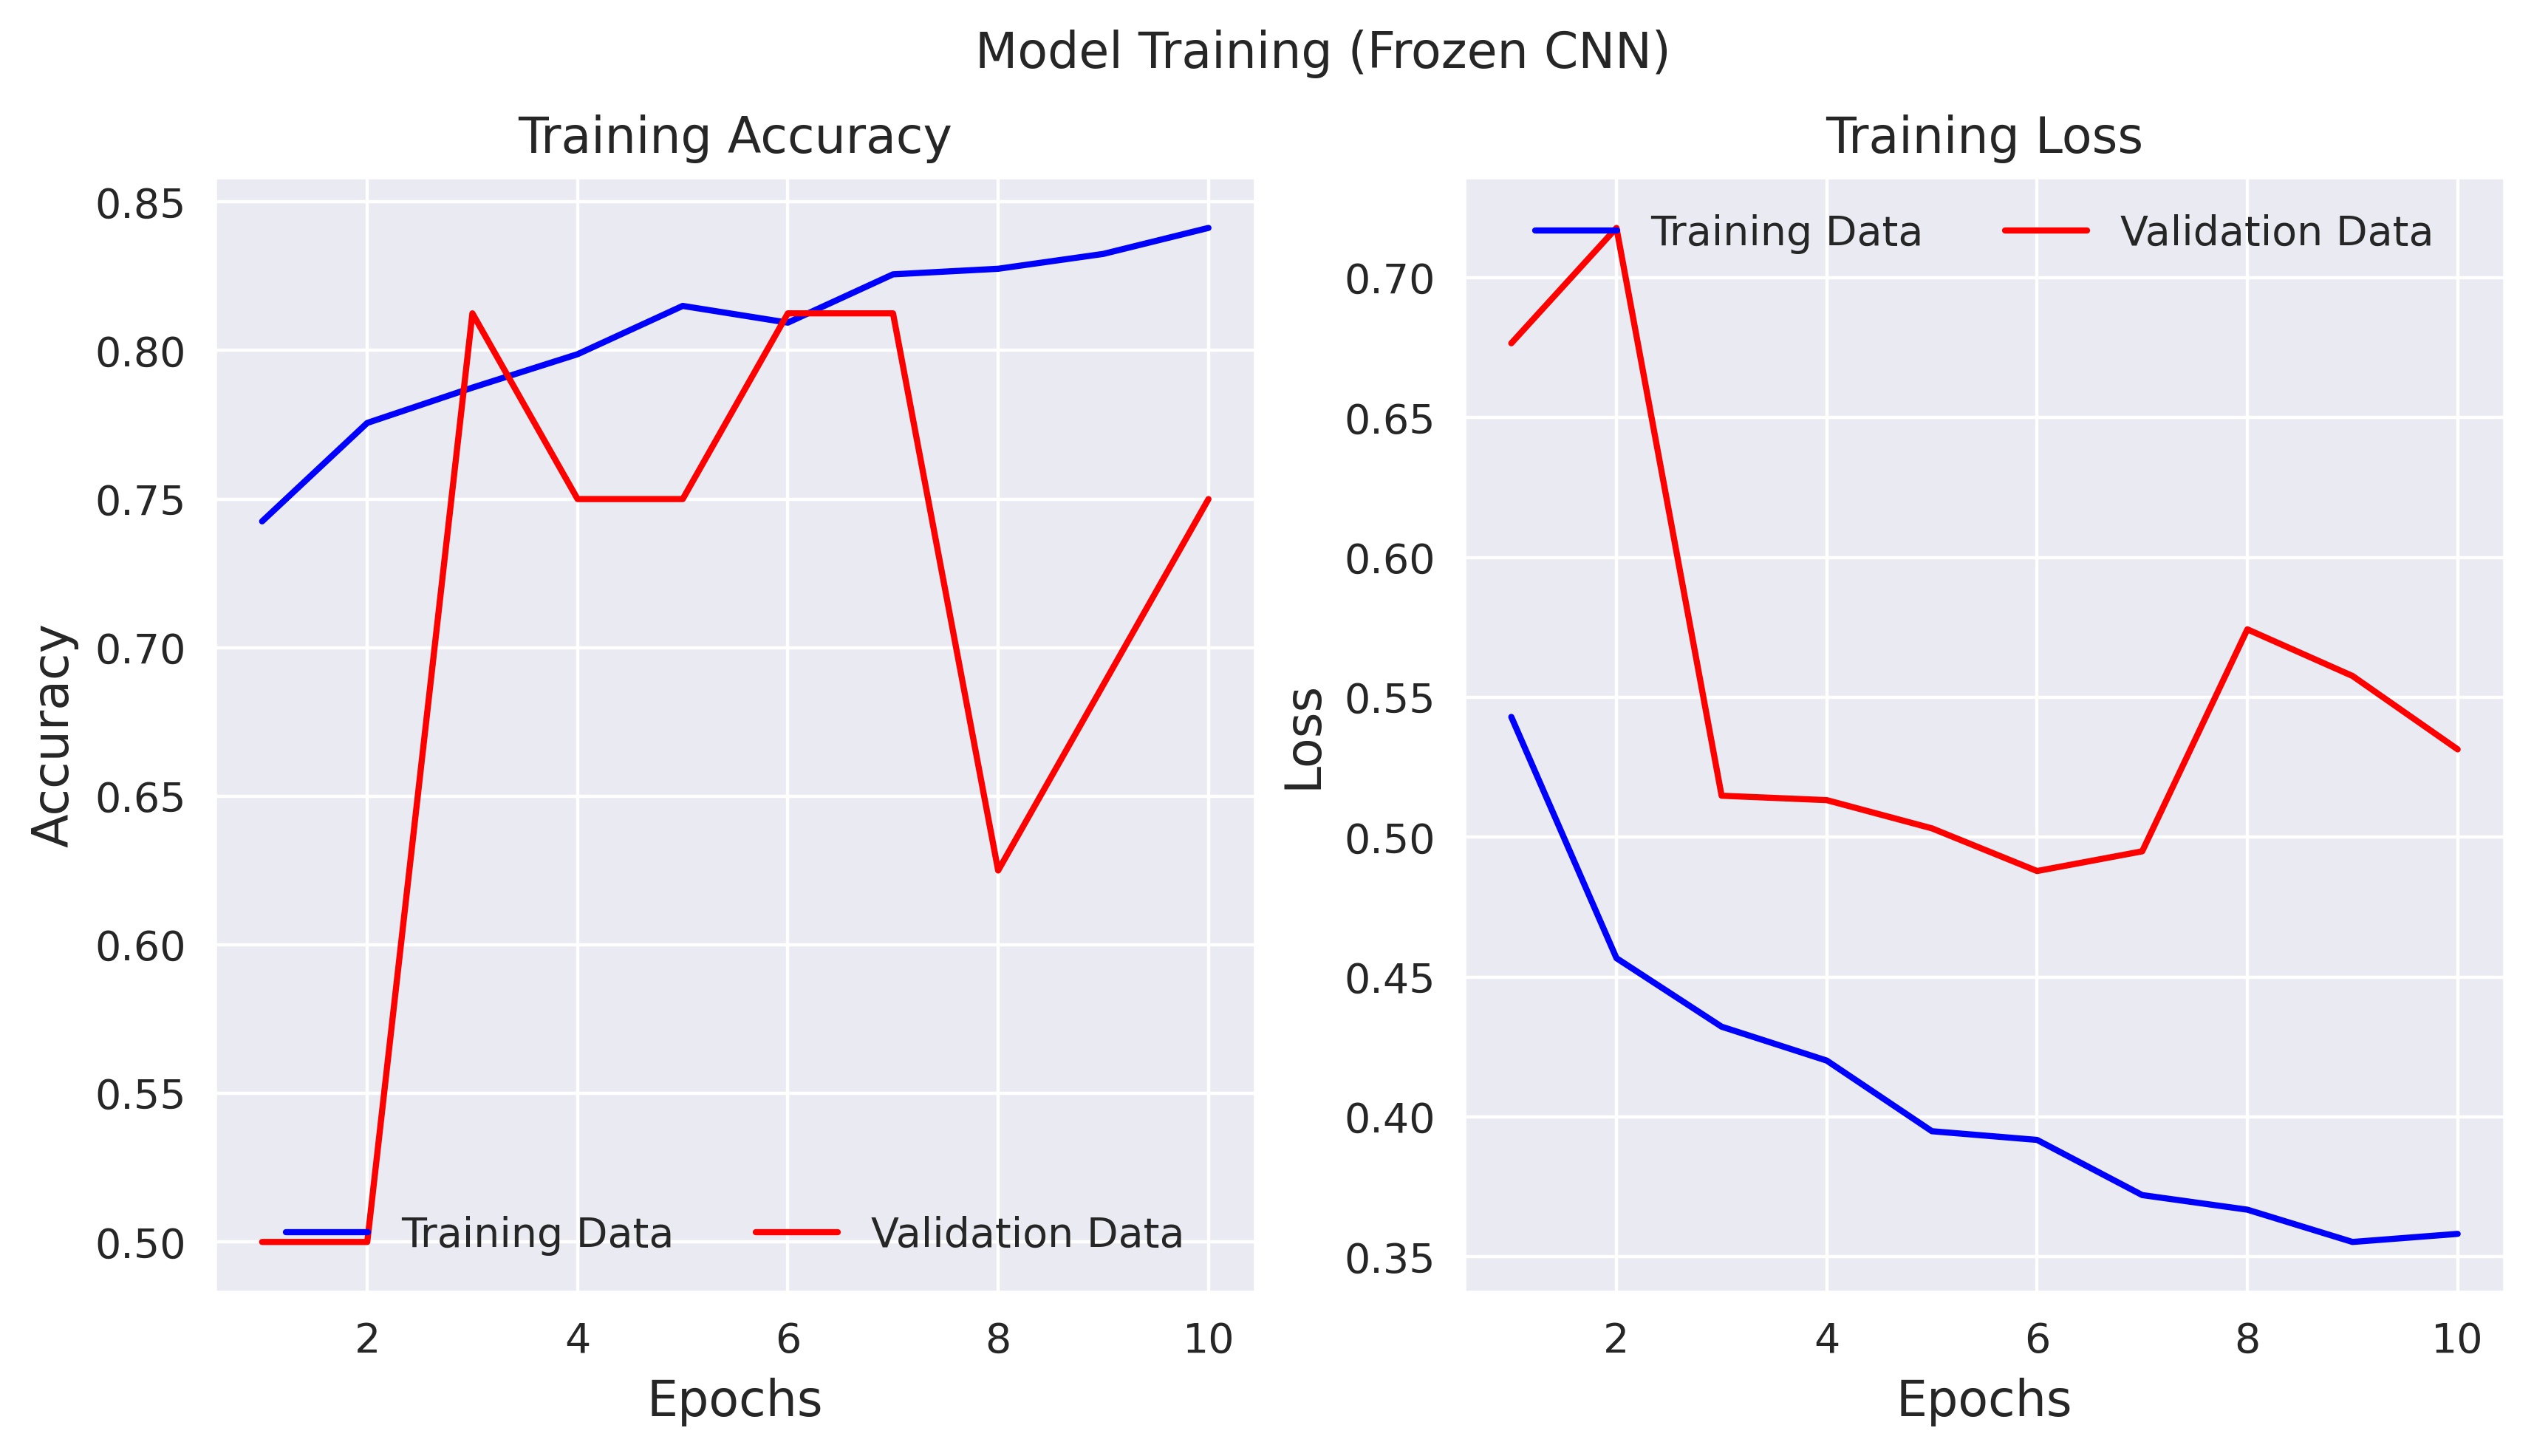 Model Training (Frozen CNN)
Training Accuracy
0.85
0.80
0.75
0.70
0.65
0.60
0.55
0.50
Accuracy
Training Data Validation Data
2 4 6 8 10
Epochs
Training Loss
Training Data Validation Data
0.70
0.65
0.60
0.55
0.50
0.45
0.40
0.35
Loss
2 4 6 8 10
Epochs